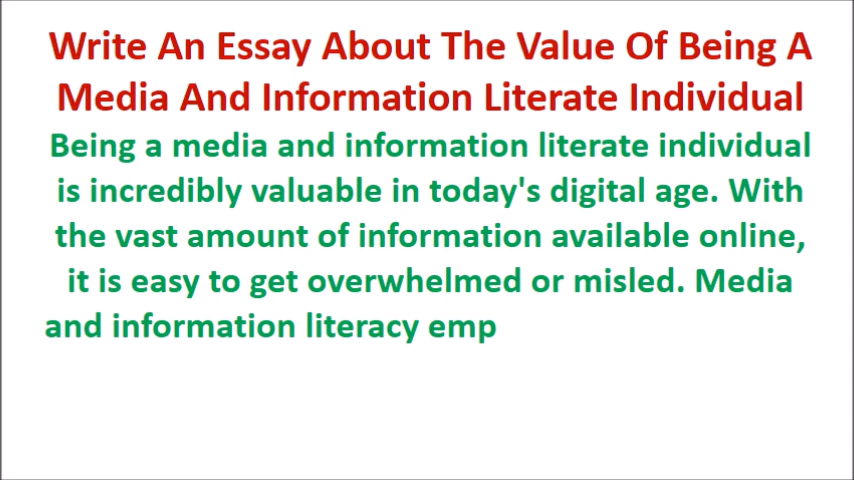 Write An Essay About The Value Of Being A
Media And Information Literate Individual
Being a media and information literate individual
is incredibly valuable in today's digital age. With
the vast amount of information available online,
it is easy to get overwhelmed or misled. Media
and information literacy emp